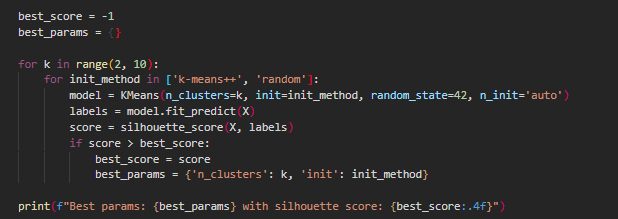 best_score = -1
best_params = {}

for k in range(2, 10):
    for init_method in ['k-means++', 'random']:
        model = KMeans(n_clusters=k, init=init_method, random_state=42, n_init='auto')
        labels = model.fit_predict(X)
        score = silhouette_score(X, labels)
        if score > best_score:
            best_score = score
            best_params = {'n_clusters': k, 'init': init_method}

print(f"Best params: {best_params} with silhouette score: {best_score:.4f}")